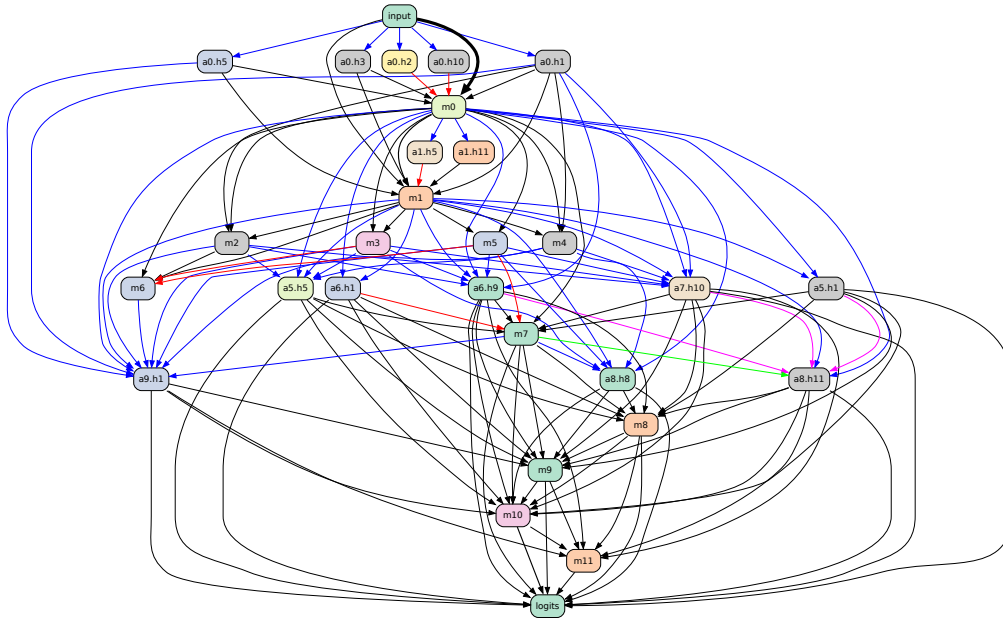 input
a0.h5 a0.h3 a0.h2 a0.h10 a0.h1
m0
a1.h5 a1.h11
m1
m2 m3 m5 m4
m6 a5.h5 a6.h1 a6.h9 a7.h10 a5.h1
m7
a9.h1 a8.h8 a8.h11
m8
m9
m10
m11
logits